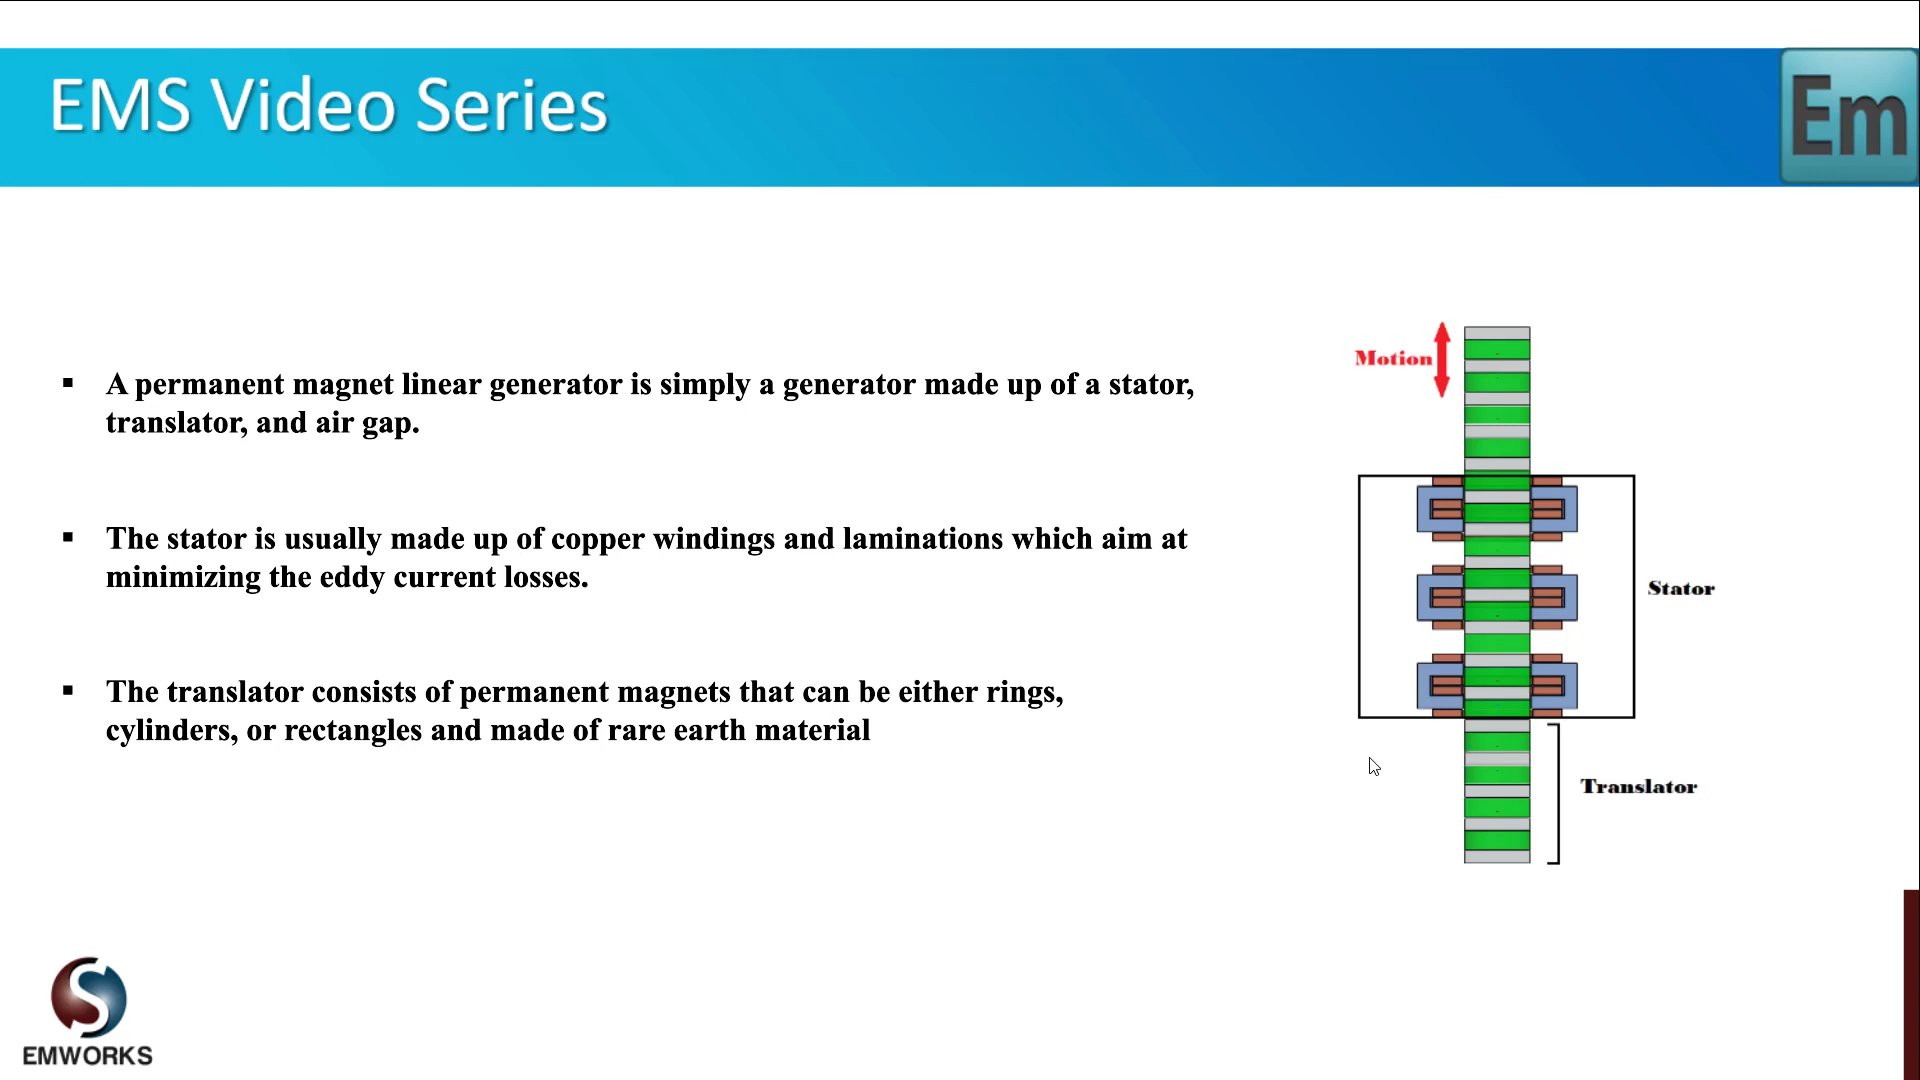 EMS Video Series
Em
▪ A permanent magnet linear generator is simply a generator made up of a stator,
translator, and air gap.
▪ The stator is usually made up of copper windings and laminations which aim at
minimizing the eddy current losses.
▪ The translator consists of permanent magnets that can be either rings,
cylinders, or rectangles and made of rare earth material
Motion
Stator
Translator
EMWORKS